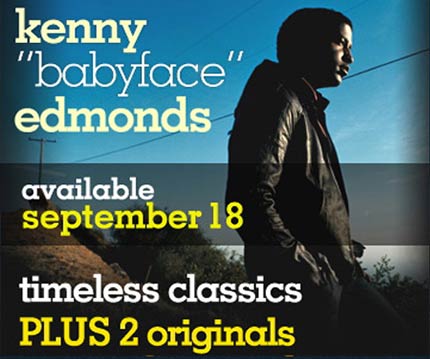 kenny
"babyface"
edmonds
available
september 18
timeless classics
PLUS 2 originals